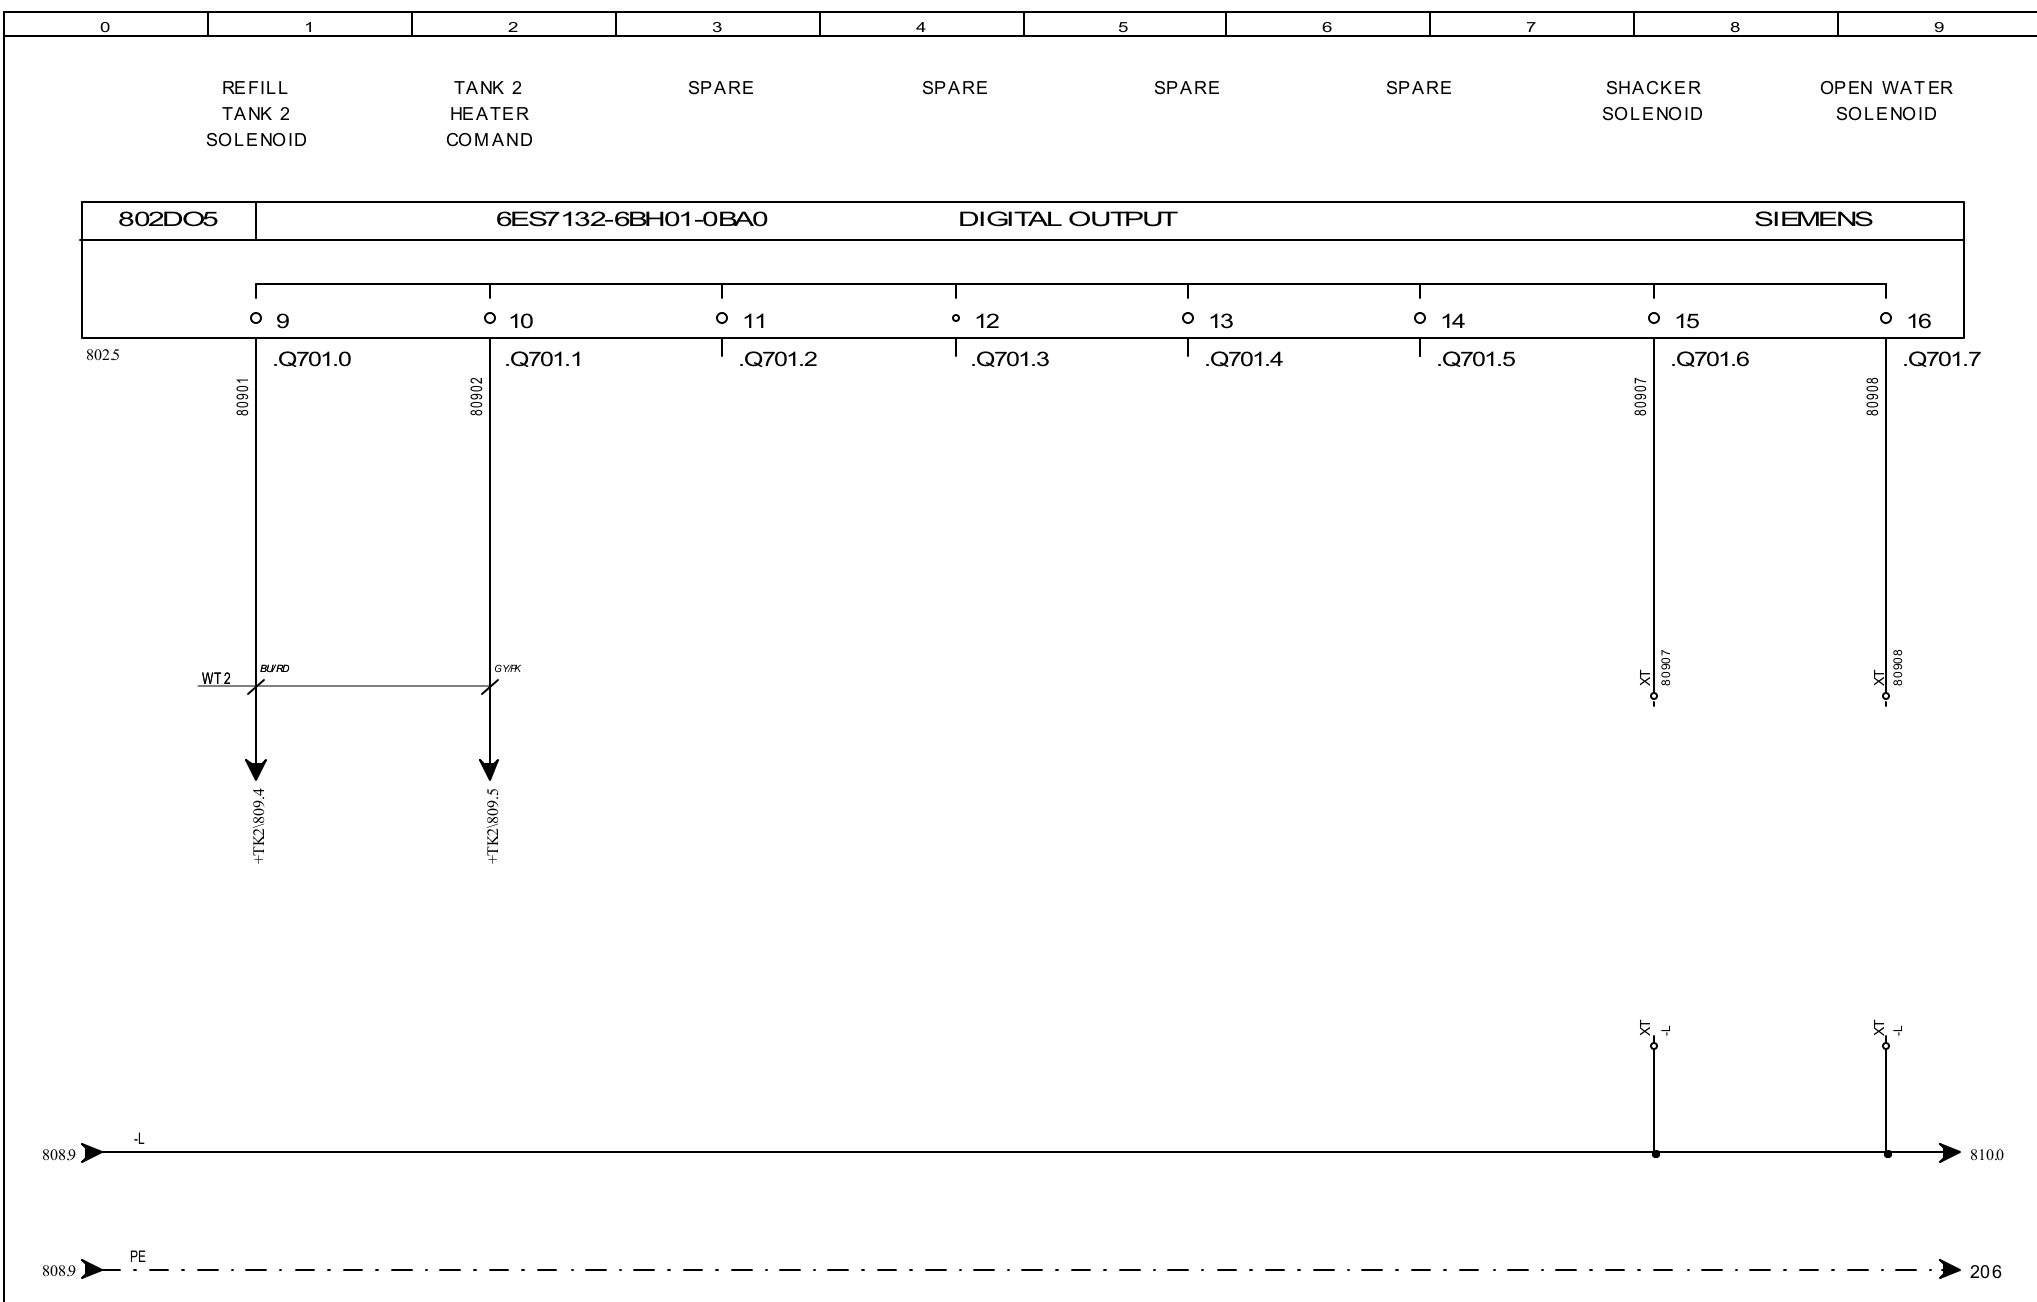 0 1 2 3 4 5 6 7 8 9
REFILL TANK 2 SPARE SPARE SPARE SPARE SHACKER OPEN WATER
TANK 2 HEATER SOLENOID SOLENOID
SOLENOID COMAND
802DO5 6ES7132-6BH01-0BA0 DIGITAL OUTPUT SIEMENS
9 10 11 12 13 14 15 16
802.5 .Q701.0 .Q701.1 .Q701.2 .Q701.3 .Q701.4 .Q701.5 .Q701.6 .Q701.7
80901 80902 80907 80908
WT2 BU/RD GY/PK XT 80907 XT 80908
+TK2\809.4 +TK2\809.5
XT -L XT -L
-L
808.9 810.0
PE
808.9 206